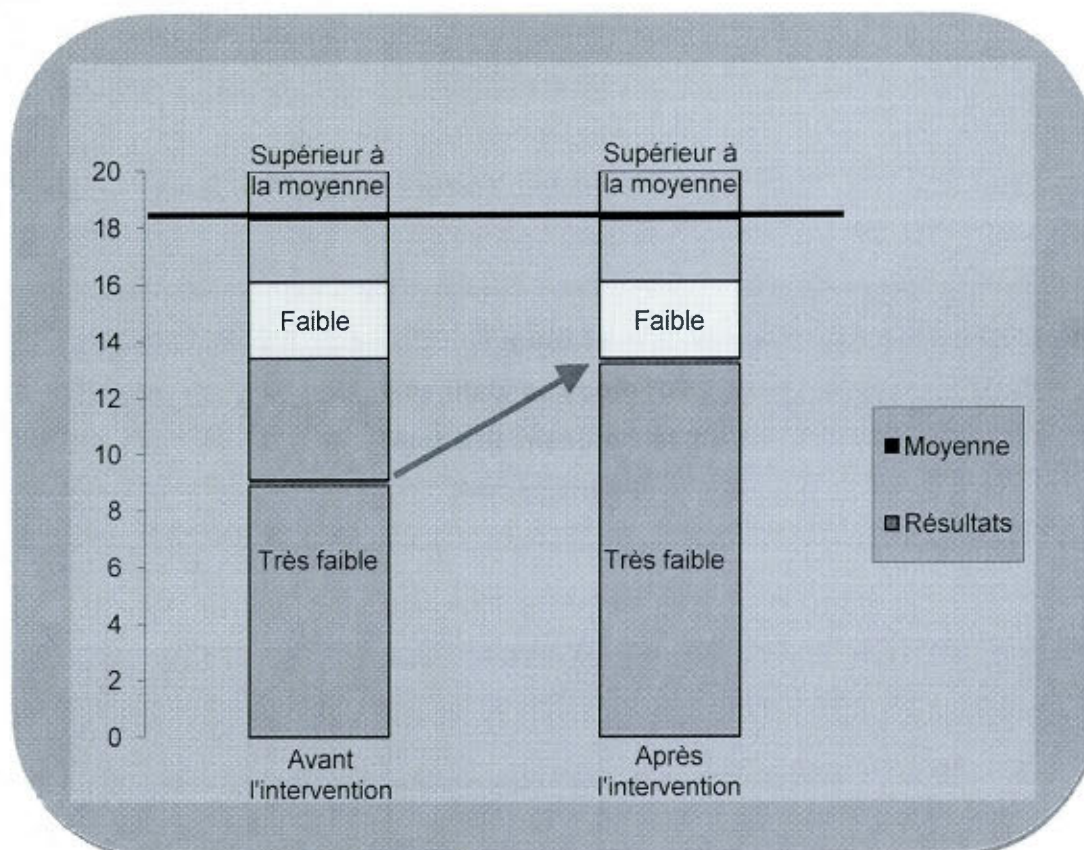 Supérieur à
la moyenne
Supérieur à
la moyenne
20
18
16
14
12
10
8
6
4
2
0
Faible
Faible
Très faible
Très faible
Moyenne
Résultats
Avant
l'intervention
Après
l'intervention